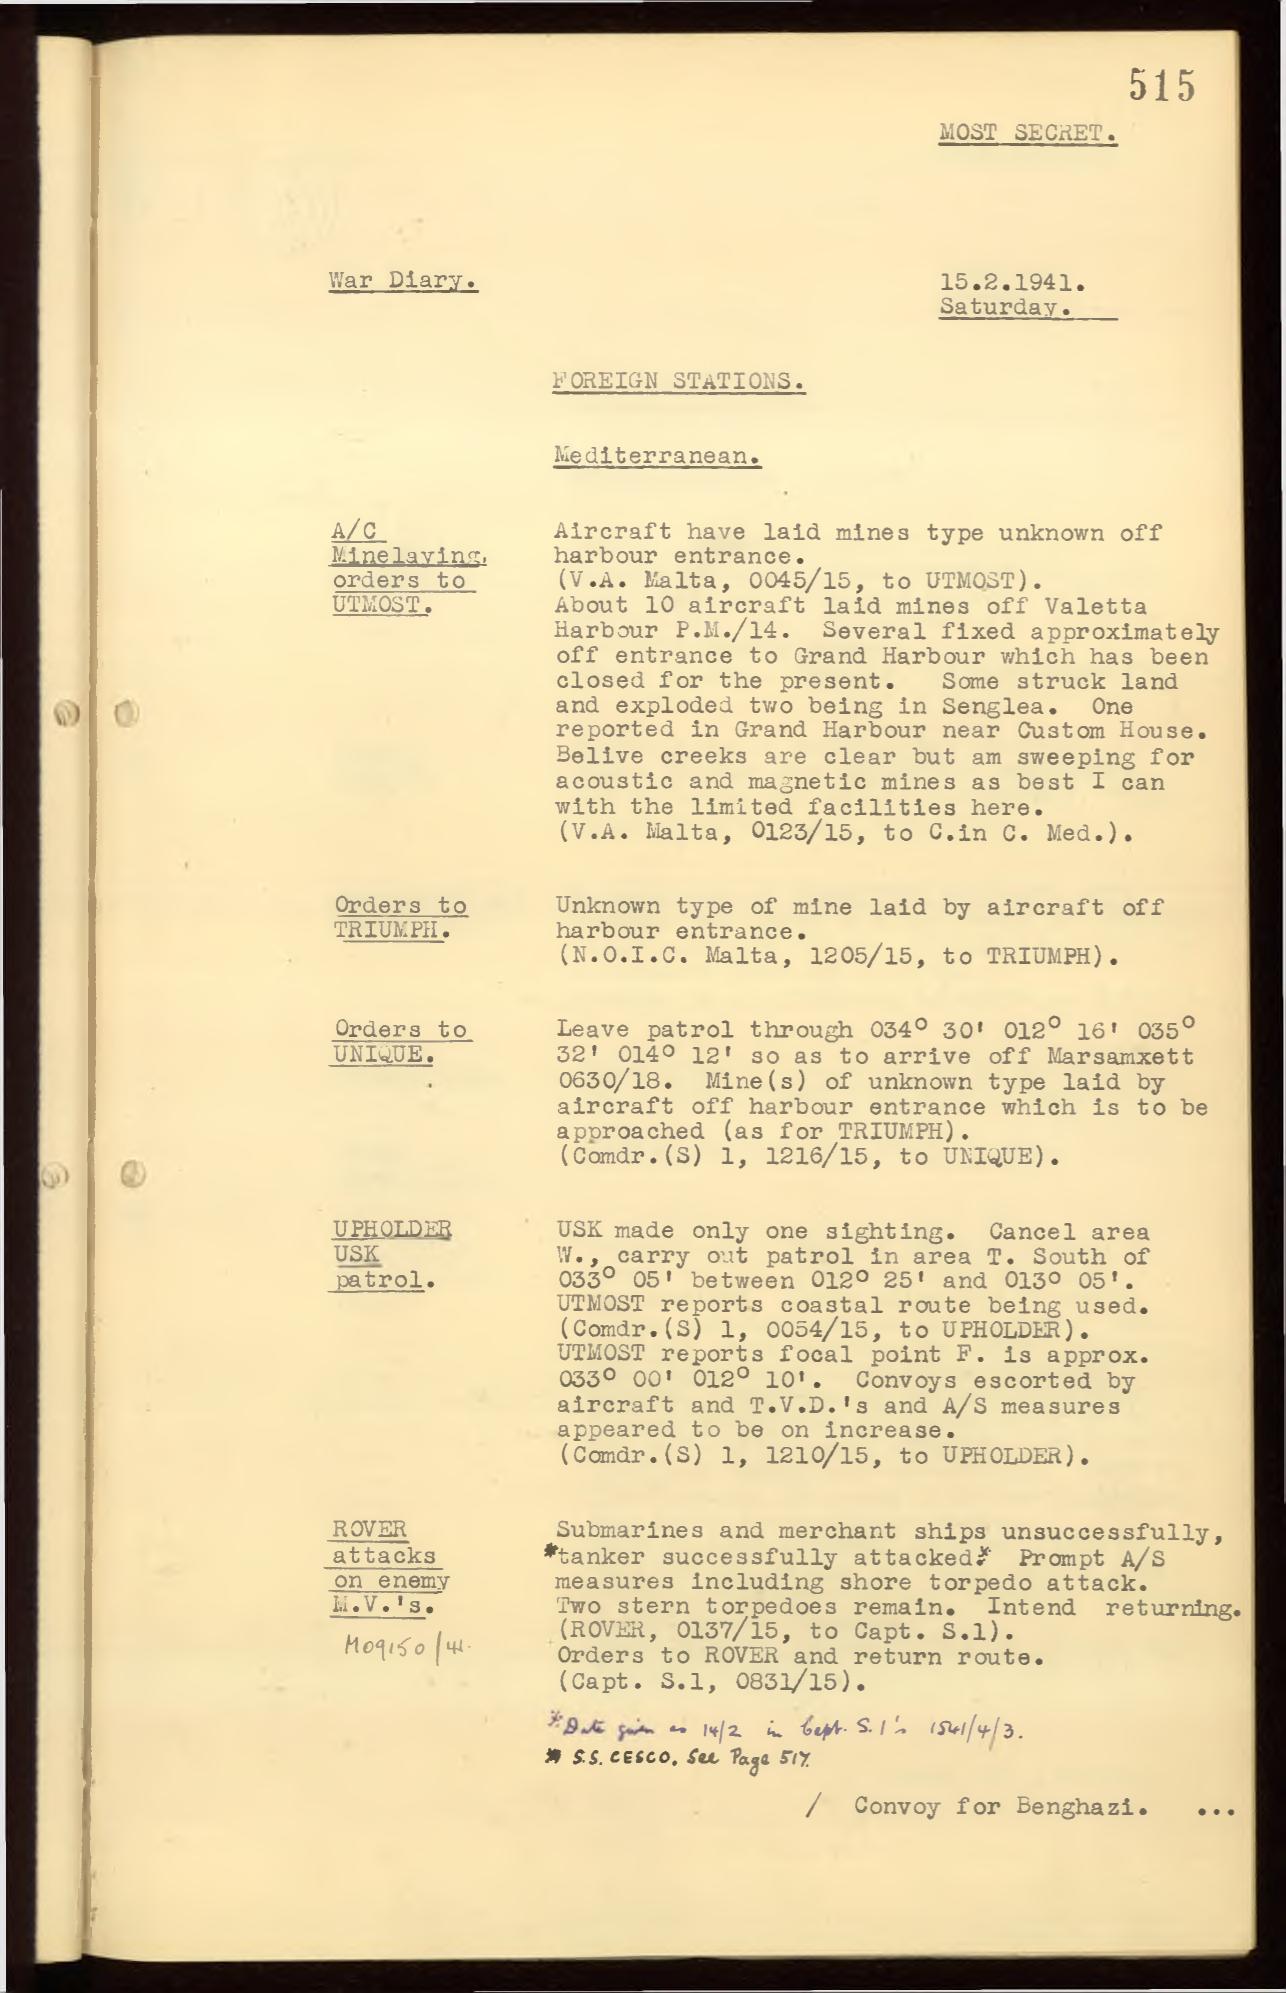 515
MOST SECRET.
War Diary.
15.2.1941.
Saturday.
FOREIGN STATIONS.
Mediterranean.
A/C
Minelaying,
orders to
UTMOST.
Aircraft have laid mines type unknown off
harbour entrance.
(V.A. Malta, 0045/15, to UTMOST).
About 10 aircraft laid mines off Valetta
Harbour P.M./14. Several fixed approximately
off entrance to Grand Harbour which has been
closed for the present. Some struck land
and exploded two being in Senglea. One
reported in Grand Harbour near Custom House.
Belive creeks are clear but am sweeping for
acoustic and magnetic mines as best I can
with the limited facilities here.
(V.A. Malta, 0123/15, to C.in C. Med.).
Orders to
TRIUMPH.
Unknown type of mine laid by aircraft off
harbour entrance.
(N.O.I.C. Malta, 1205/15, to TRIUMPH).
Orders to
UNIQUE.
Leave patrol through 034° 30' 012° 16' 035°
32' 014° 12' so as to arrive off Marsamxett
0630/18. Mine(s) of unknown type laid by
aircraft off harbour entrance which is to be
approached (as for TRIUMPH).
(Comdr.(S) 1, 1216/15, to UNIQUE).
UPHOLDER
USK
patrol.
USK made only one sighting. Cancel area
W., carry out patrol in area T. South of
033° 05' between 012° 25' and 013° 05'.
UTMOST reports coastal route being used.
(Comdr.(S) 1, 0054/15, to UPHOLDER).
UTMOST reports focal point F. is approx.
033° 00' 012° 10'. Convoys escorted by
aircraft and T.V.D.'s and A/S measures
appeared to be on increase.
(Comdr.(S) 1, 1210/15, to UPHOLDER).
ROVER
attacks
on enemy
M.V.'s.
M09150/41.
Submarines and merchant ships unsuccessfully,
*tanker successfully attacked.* Prompt A/S
measures including shore torpedo attack.
Two stern torpedoes remain. Intend returning.
(ROVER, 0137/15, to Capt. S.1).
Orders to ROVER and return route.
(Capt. S.1, 0831/15).
* Date given as 14/2 in Capt. S.1's 1541/4/3.
* S.S. CESCO. See Page 517.
/ Convoy for Benghazi. ...